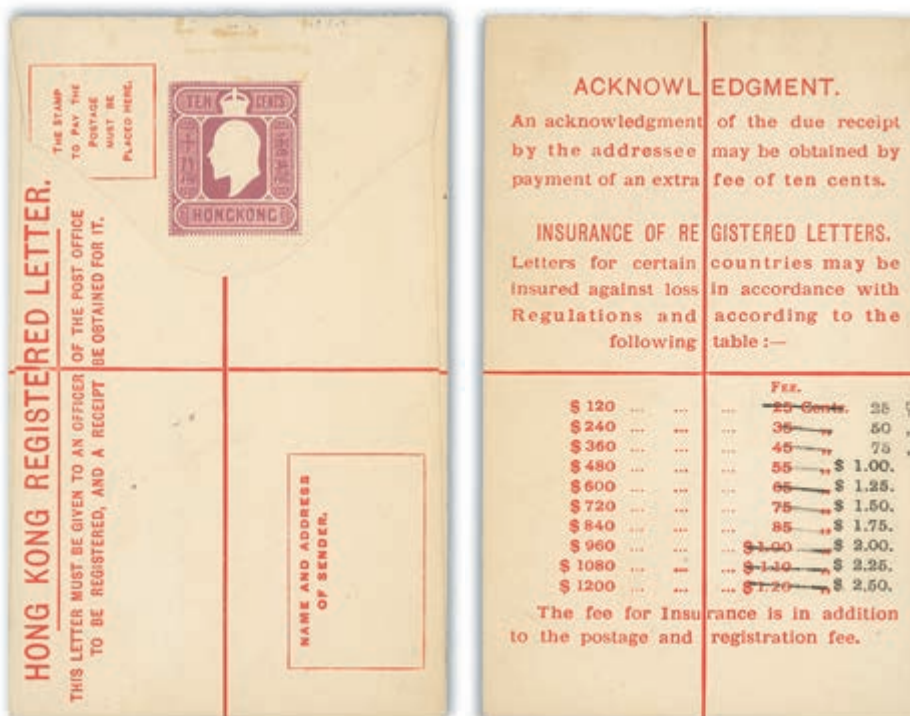 HONG KONG REGISTERED LETTER.
THIS LETTER MUST BE GIVEN TO AN OFFICER OF THE POST OFFICE
TO BE REGISTERED, AND A RECEIPT BE OBTAINED FOR IT.
THE STAMP
TO PAY THE
POSTAGE
MUST BE
PLACED HERE.
TEN CENTS
HONGKONG
NAME AND ADDRESS
OF SENDER.
ACKNOWLEDGMENT.
An acknowledgment of the due receipt
by the addressee may be obtained by
payment of an extra fee of ten cents.
INSURANCE OF REGISTERED LETTERS.
Letters for certain countries may be
insured against loss in accordance with
Regulations and according to the
following table :—
FEE.
$ 120 ... ... ... 25 Cents. 25
$ 240 ... ... ... 35 „ 50
$ 360 ... ... ... 45 „ 75
$ 480 ... ... ... 55 „ $ 1.00.
$ 600 ... ... ... 65 „ $ 1.25.
$ 720 ... ... ... 75 „ $ 1.50.
$ 840 ... ... ... 85 „ $ 1.75.
$ 960 ... ... ... $ 1.00 „ $ 2.00.
$ 1080 ... ... ... $ 1.10 „ $ 2.25.
$ 1200 ... ... ... $ 1.20 „ $ 2.50.
The fee for Insurance is in addition
to the postage and registration fee.